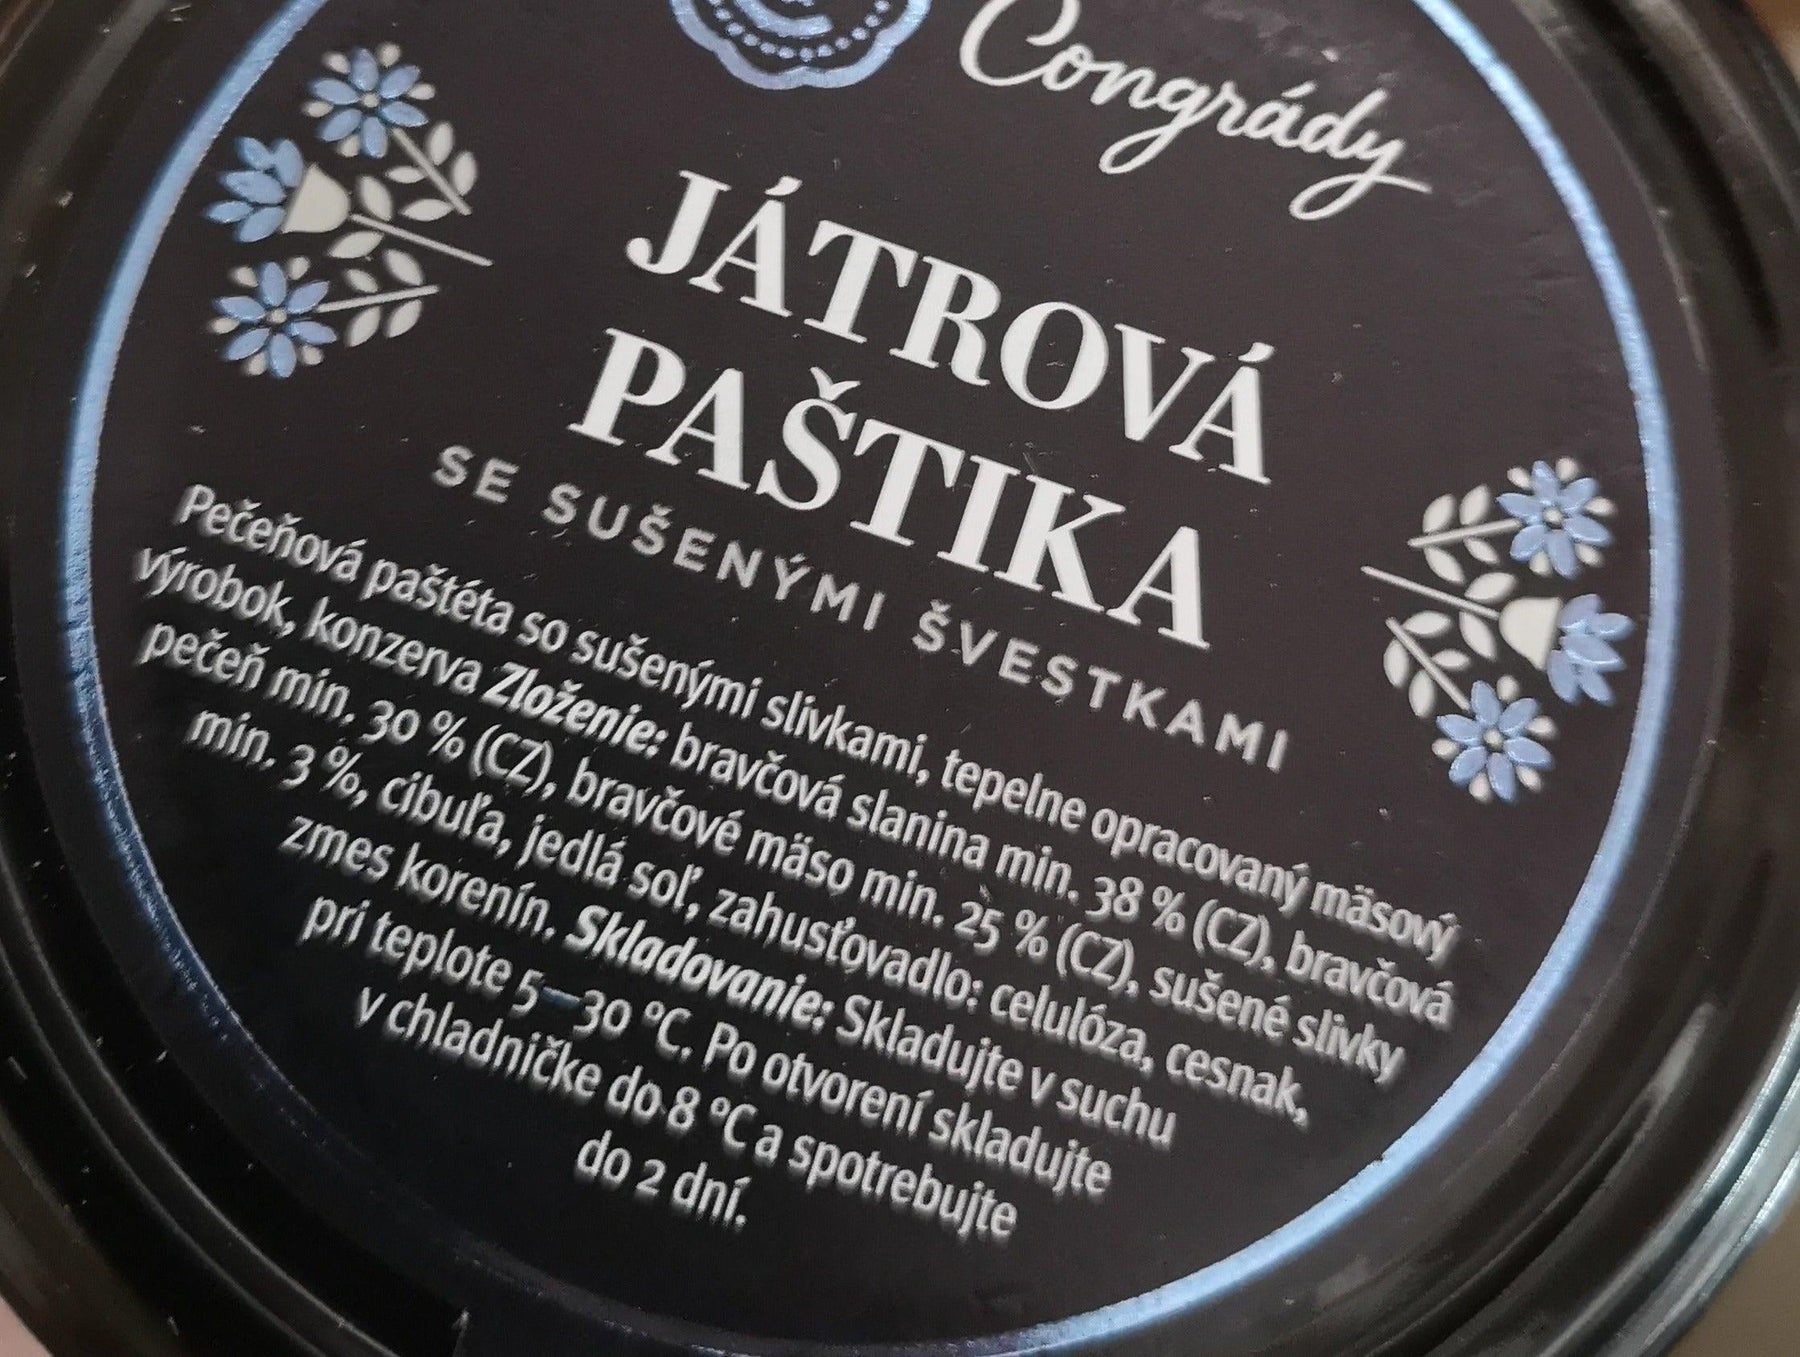 Congrády
JÁTROVÁ
PAŠTIKA
SE SUŠENÝMI ŠVESTKAMI
Pečeňová paštéta so sušenými slivkami, tepelne opracovaný mäsový
výrobok, konzerva Zloženie: bravčová slanina min. 38 % (CZ), bravčová
pečeň min. 30 % (CZ), bravčové mäso min. 25 % (CZ), sušené slivky
min. 3 %, cibuľa, jedlá soľ, zahusťovadlo: celulóza, cesnak,
zmes korenín. Skladovanie: Skladujte v suchu
pri teplote 5–30 °C. Po otvorení skladujte
v chladničke do 8 °C a spotrebujte
do 2 dní.